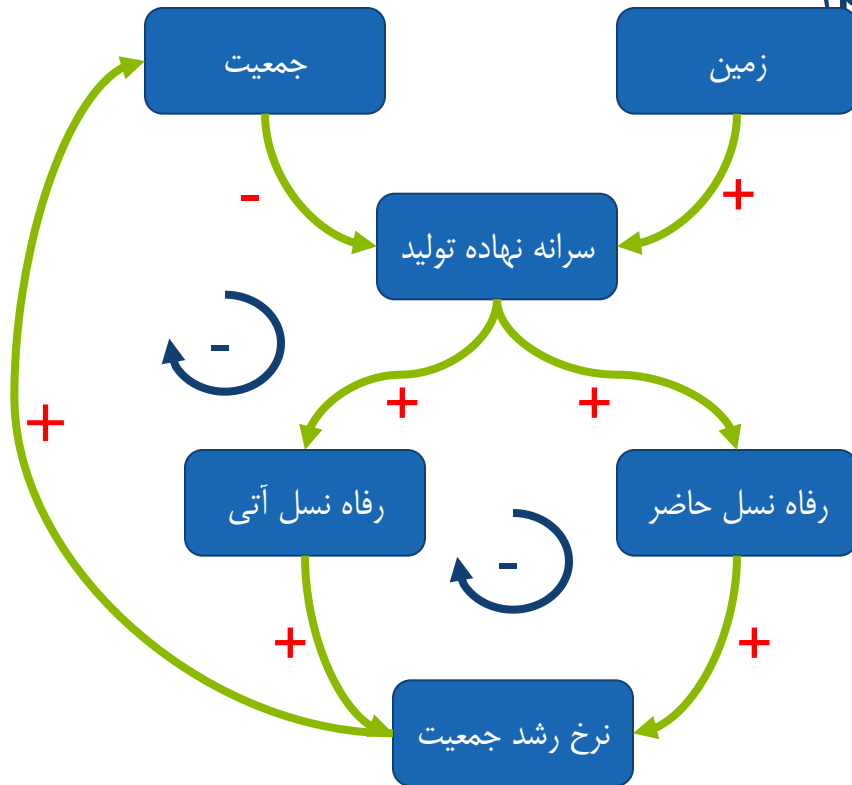 زمین
جمعیت
+
-
سرانه نهاده تولید
-
+
+
+
رفاه نسل حاضر
رفاه نسل آتی
-
+
+
نرخ رشد جمعیت